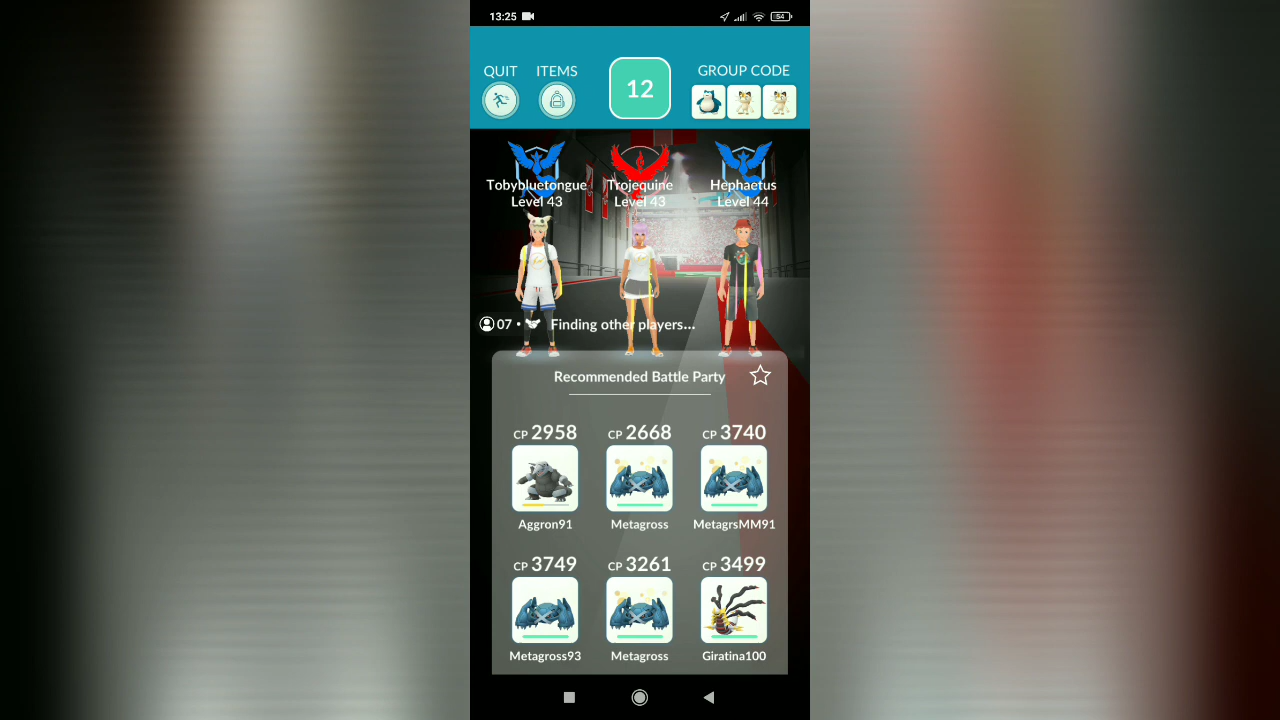 13:25
54
QUIT ITEMS 12 GROUP CODE
Tobybluetongue Trojequine Hephaetus
Level 43 Level 43 Level 44
07 • Finding other players...
Recommended Battle Party
CP 2958 CP 2668 CP 3740
Aggron91 Metagross MetagrsMM91
CP 3749 CP 3261 CP 3499
Metagross93 Metagross Giratina100